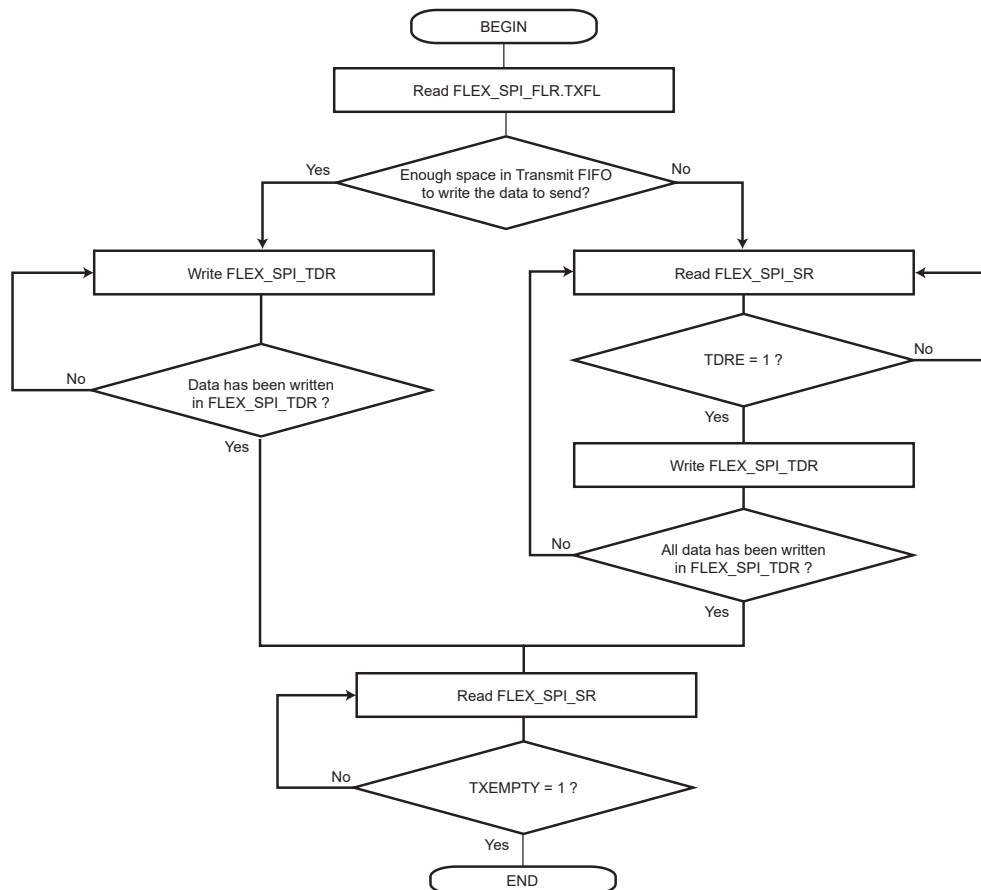 BEGIN
Read FLEX_SPI_FLR.TXFL
Yes
Enough space in Transmit FIFO
to write the data to send?
No
Write FLEX_SPI_TDR
Read FLEX_SPI_SR
No
Data has been written
in FLEX_SPI_TDR ?
Yes
TDRE = 1 ?
No
Yes
Write FLEX_SPI_TDR
No
All data has been written
in FLEX_SPI_TDR ?
Yes
Read FLEX_SPI_SR
No
TXEMPTY = 1 ?
Yes
END